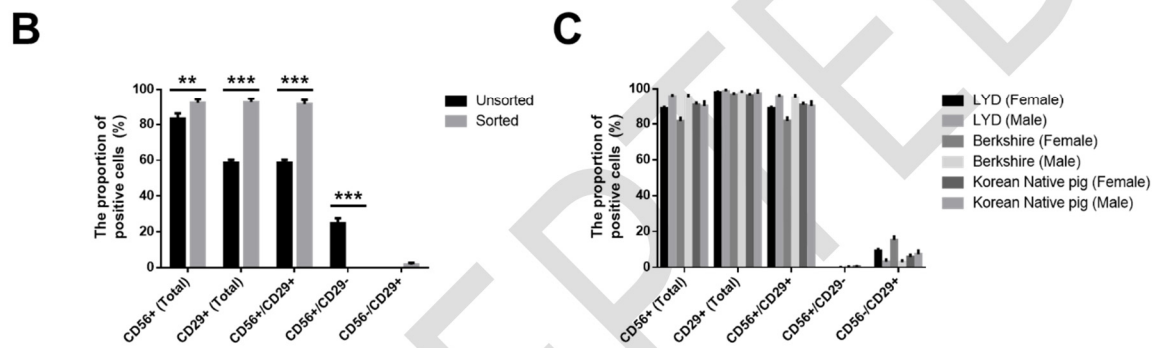 B
The proportion of
positive cells (%)
100
80
60
40
20
0
**
***
***
***
CD56+ (Total)
CD29+ (Total)
CD56+/CD29+
CD56+/CD29-
CD56-/CD29+
Unsorted
Sorted
C
The proportion of
positive cells (%)
100
80
60
40
20
0
CD56+ (Total)
CD29+ (Total)
CD56+/CD29+
CD56+/CD29-
CD56-/CD29+
LYD (Female)
LYD (Male)
Berkshire (Female)
Berkshire (Male)
Korean Native pig (Female)
Korean Native pig (Male)